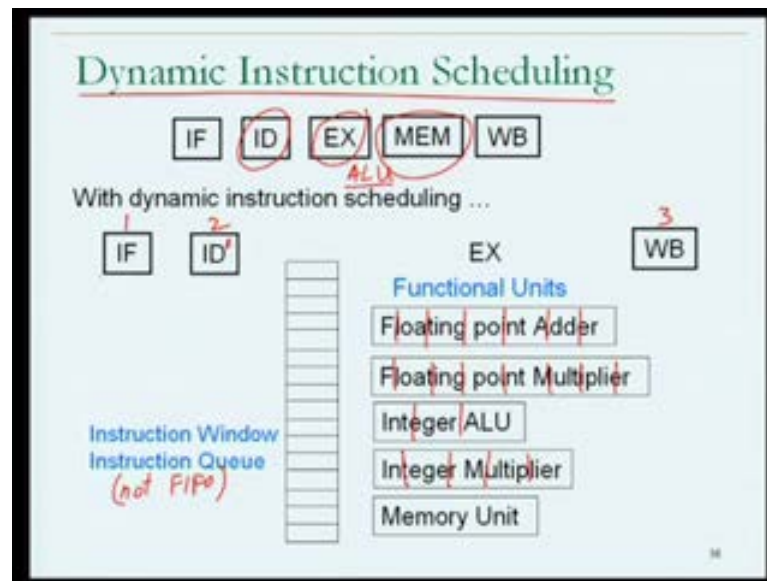 Dynamic Instruction Scheduling
IF ID EX MEM WB
ALU
With dynamic instruction scheduling ...
1 2 3
IF ID' EX WB
Functional Units
Floating point Adder
Floating point Multiplier
Integer ALU
Instruction Window
Instruction Queue
(not FIFO)
Integer Multiplier
Memory Unit